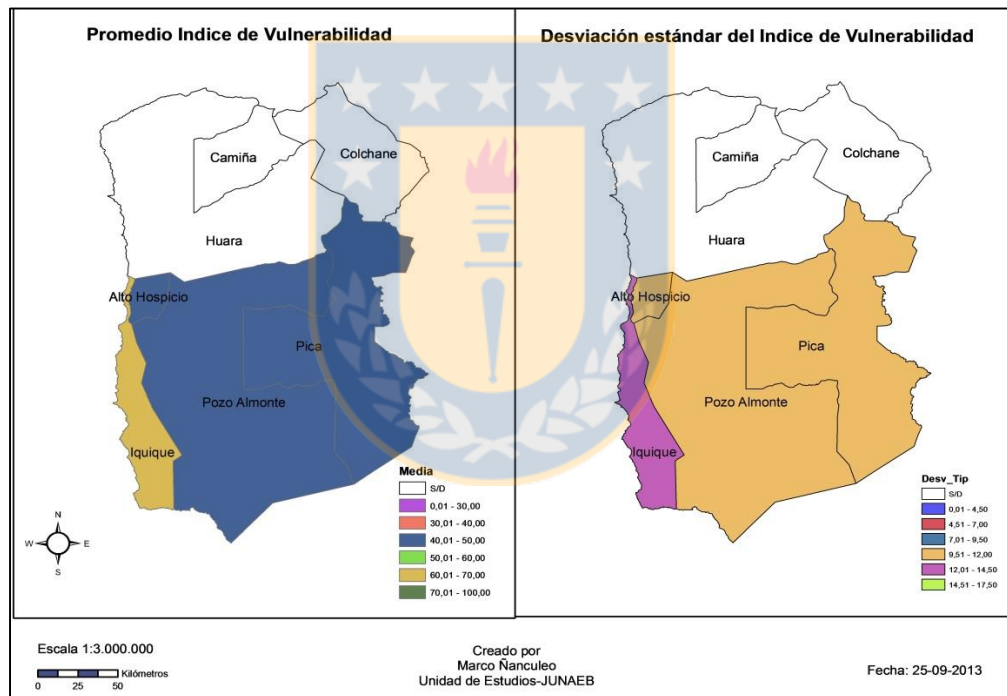 Promedio Indice de Vulnerabilidad
Camiña
Colchane
Huara
Alto Hospicio
Pica
Pozo Almonte
Iquique
Media
S/D
0,01 - 30,00
30,01 - 40,00
40,01 - 50,00
50,01 - 60,00
60,01 - 70,00
70,01 - 100,00
N
W
E
S
Desviación estándar del Indice de Vulnerabilidad
Camiña
Colchane
Huara
Alto Hospicio
Pica
Pozo Almonte
Iquique
Desv_Tip
S/D
0,01 - 4,50
4,51 - 7,00
7,01 - 9,50
9,51 - 12,00
12,01 - 14,50
14,51 - 17,50
Escala 1:3.000.000
Kilómetros
0 25 50
Creado por
Marco Ñanculeo
Unidad de Estudios-JUNAEB
Fecha: 25-09-2013